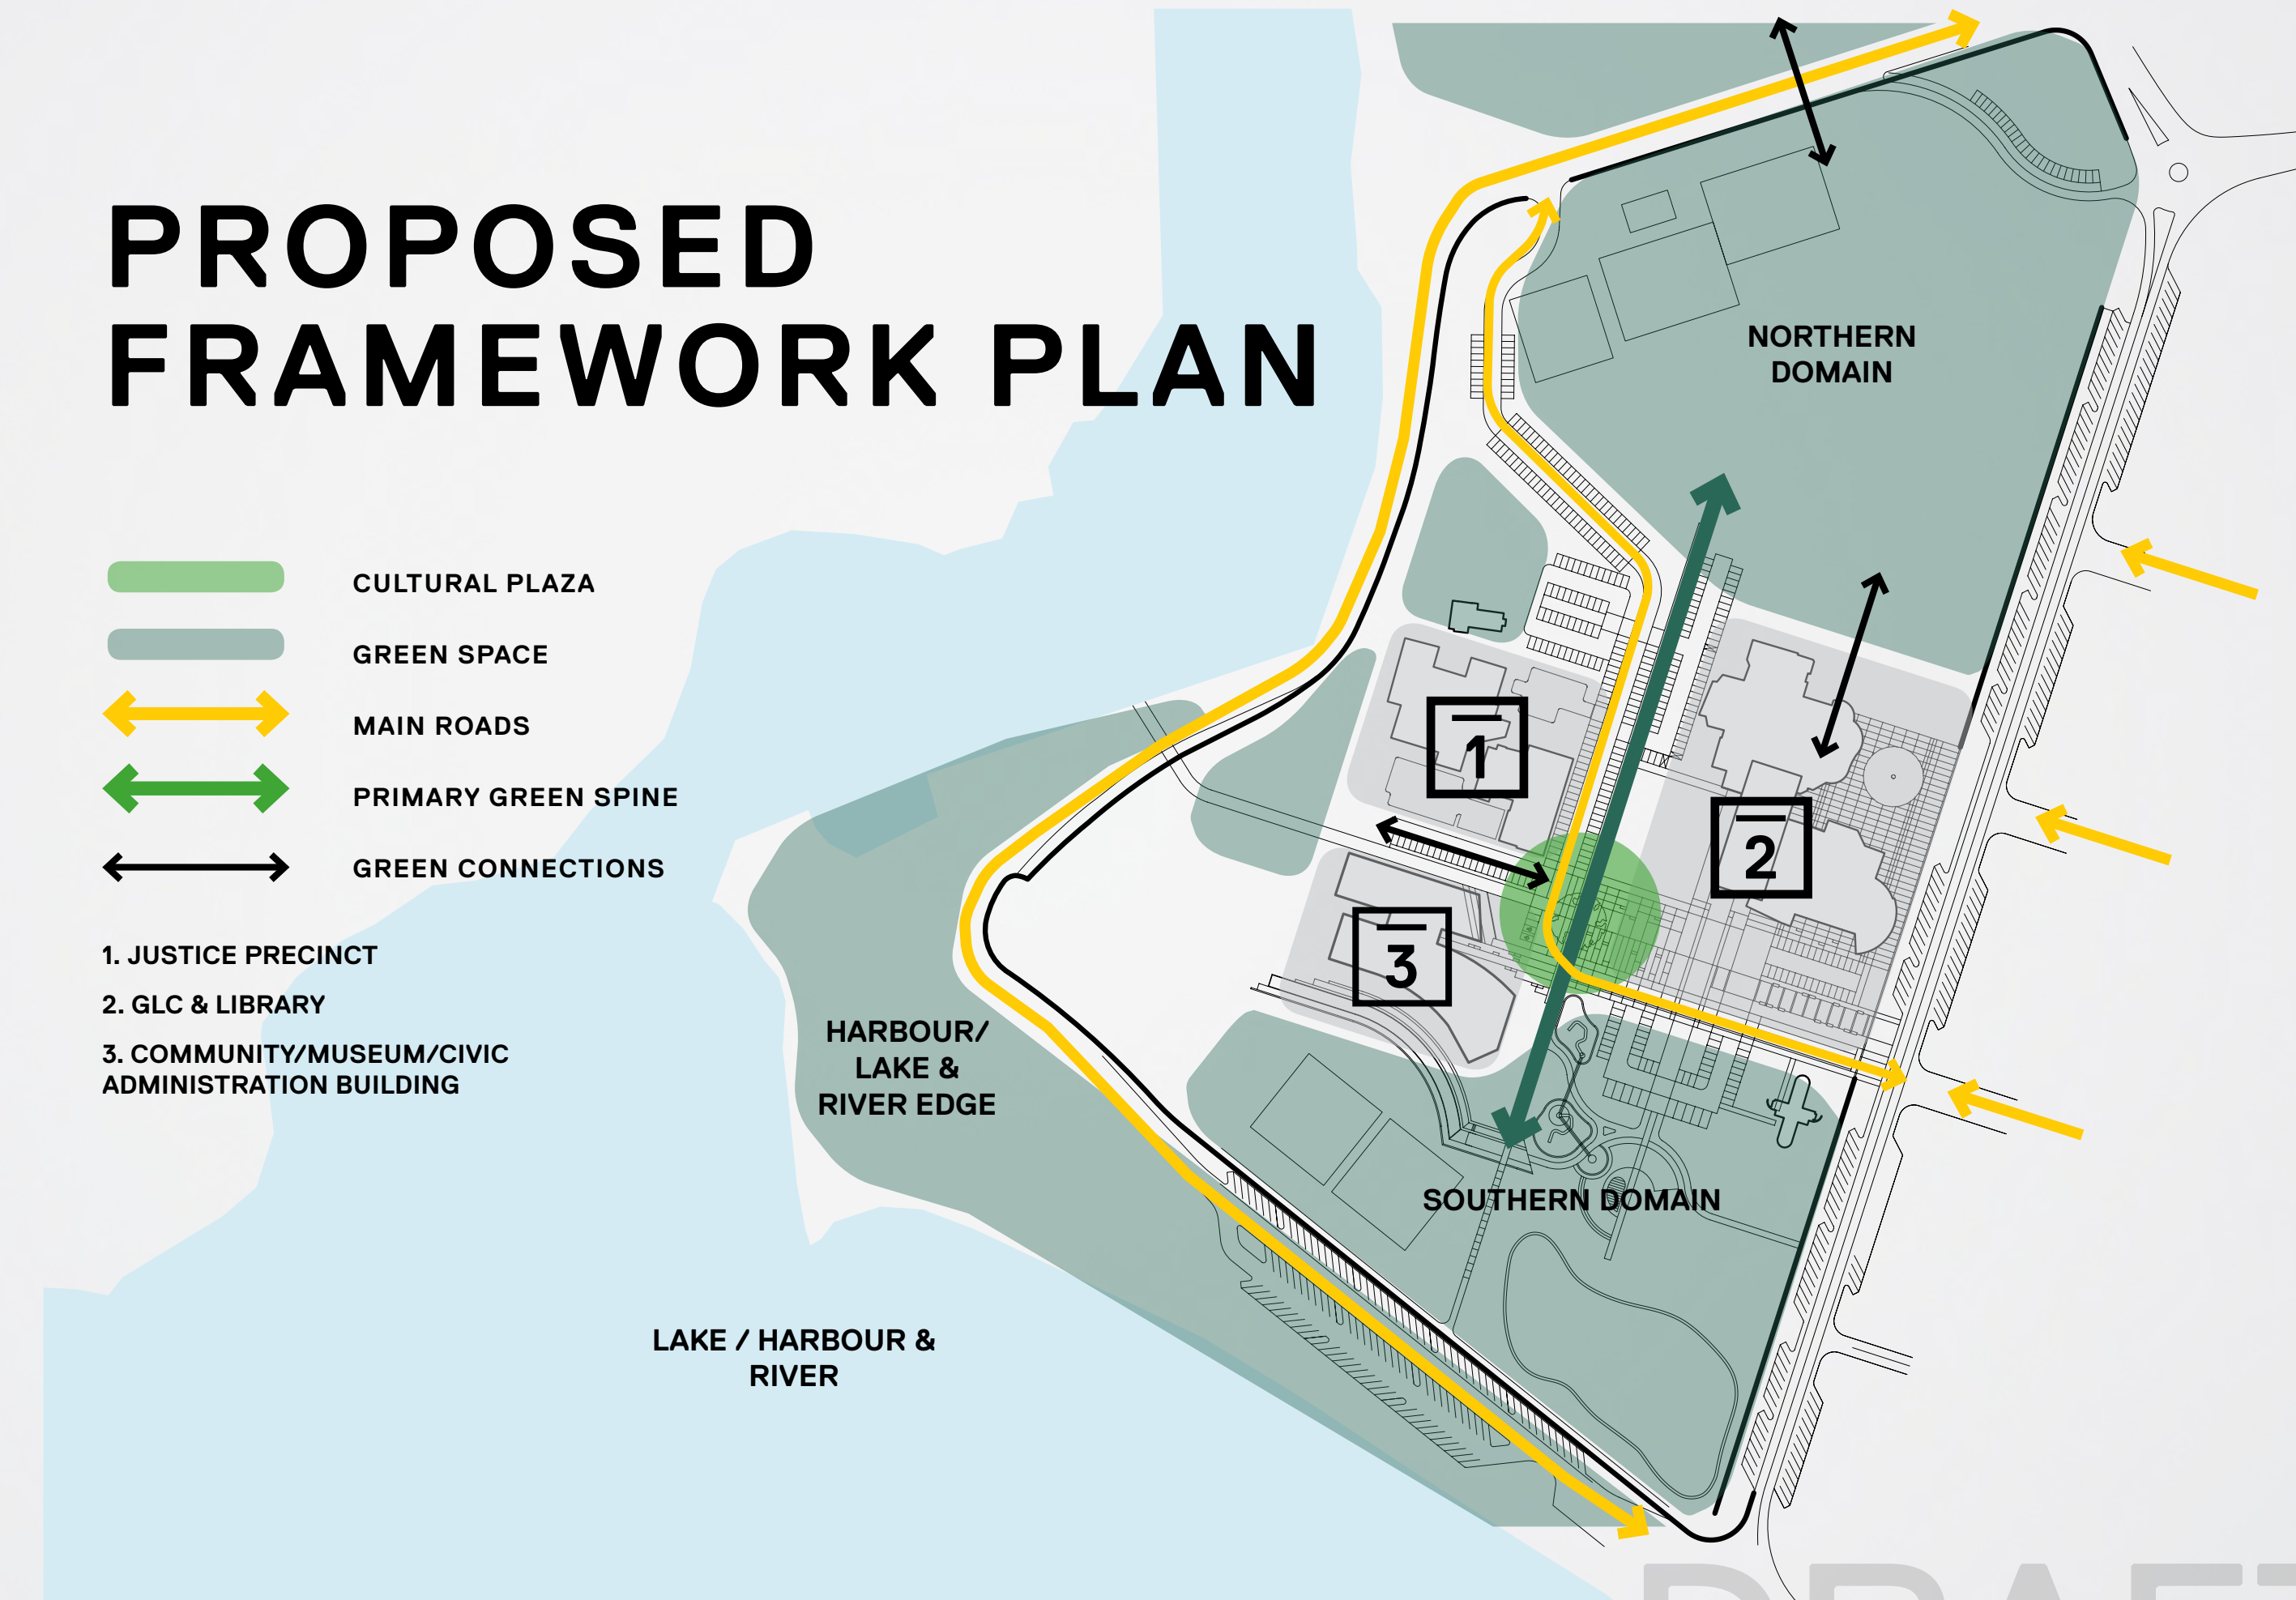 PROPOSED
FRAMEWORK PLAN
CULTURAL PLAZA
GREEN SPACE
MAIN ROADS
PRIMARY GREEN SPINE
GREEN CONNECTIONS
1. JUSTICE PRECINCT
2. GLC & LIBRARY
3. COMMUNITY/MUSEUM/CIVIC
ADMINISTRATION BUILDING
NORTHERN
DOMAIN
1
2
3
HARBOUR/
LAKE &
RIVER EDGE
SOUTHERN DOMAIN
LAKE / HARBOUR &
RIVER
DRAFT